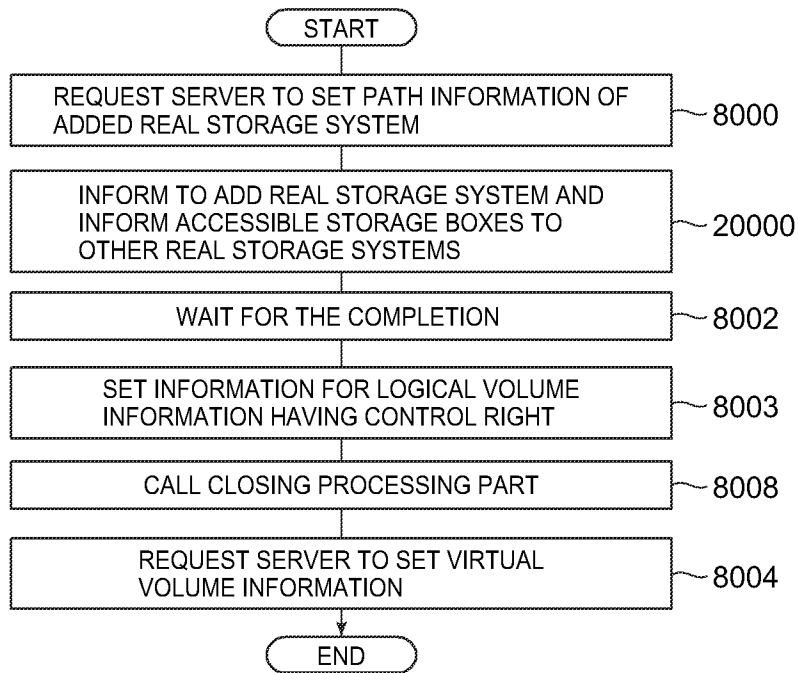 START
REQUEST SERVER TO SET PATH INFORMATION OF
ADDED REAL STORAGE SYSTEM
8000
INFORM TO ADD REAL STORAGE SYSTEM AND
INFORM ACCESSIBLE STORAGE BOXES TO
OTHER REAL STORAGE SYSTEMS.
20000
WAIT FOR THE COMPLETION
8002
SET INFORMATION FOR LOGICAL VOLUME
INFORMATION HAVING CONTROL RIGHT
8003
CALL CLOSING PROCESSING PART
8008
REQUEST SERVER TO SET VIRTUAL
VOLUME INFORMATION
8004
END